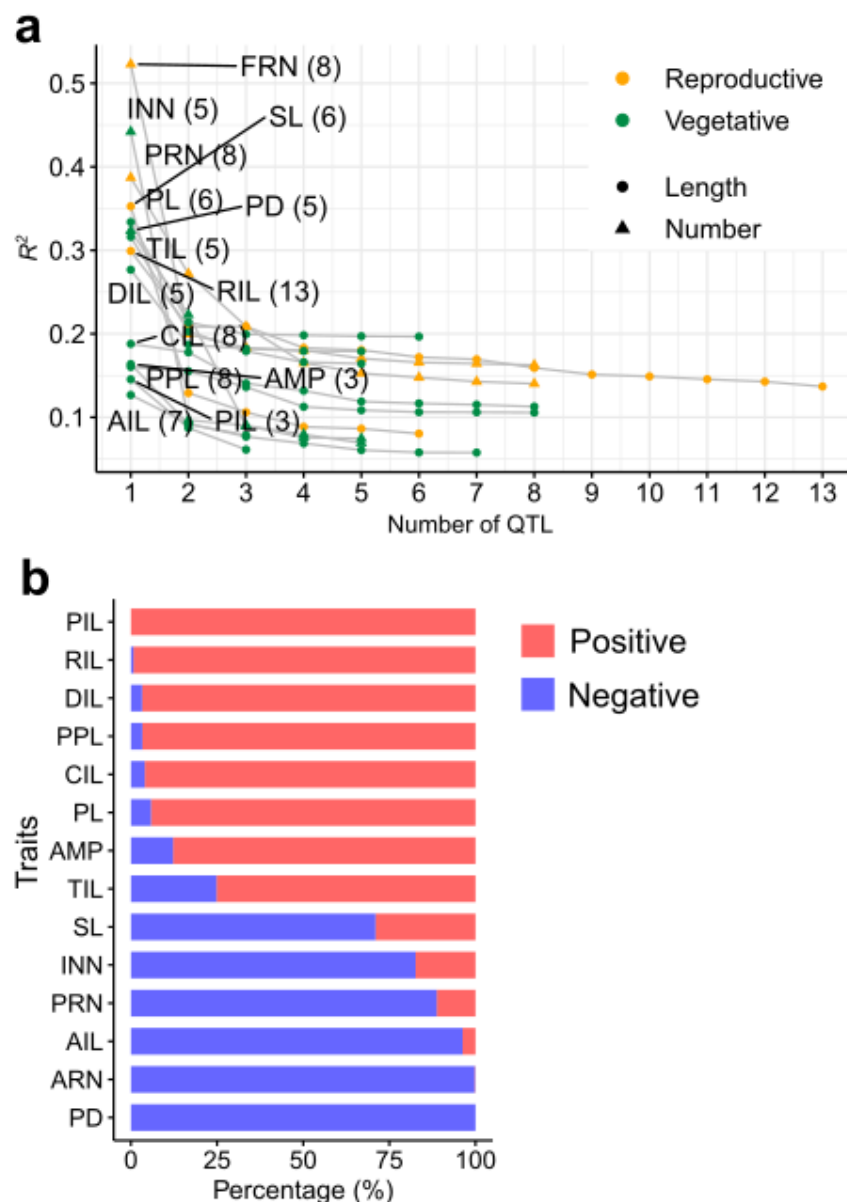 a
FRN (8)
INN (5)
SL (6)
PRN (8)
PL (6)
PD (5)
TIL (5)
DIL (5)
RIL (13)
CIL (8)
PPL (8)
AMP (3)
AIL (7)
PIL (3)
Reproductive
Vegetative
Length
Number
0.5
0.4
0.3
0.2
0.1
R²
1 2 3 4 5 6 7 8 9 10 11 12 13
Number of QTL
b
PIL
RIL
DIL
PPL
CIL
PL
AMP
TIL
SL
INN
PRN
AIL
ARN
PD
Traits
0 25 50 75 100
Percentage (%)
Positive
Negative